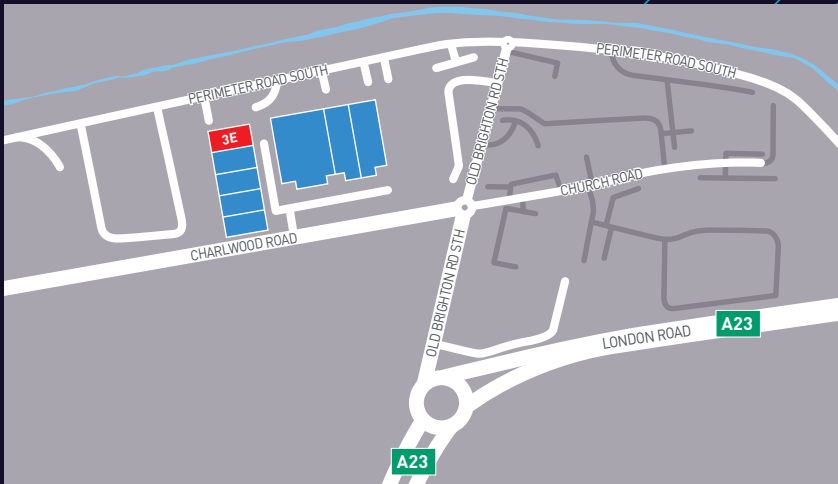 PERIMETER ROAD SOUTH
PERIMETER ROAD SOUTH
OLD BRIGHTON RD STH
3E
CHURCH ROAD
CHARLWOOD ROAD
OLD BRIGHTON RD STH
A23
LONDON ROAD
A23